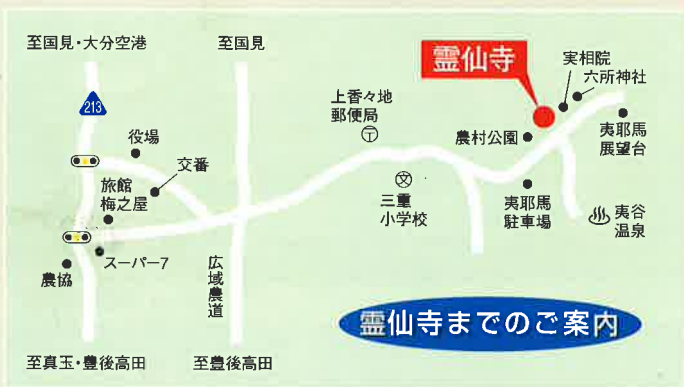 至国見・大分空港
至国見
霊仙寺
実相院
六所神社
213
上香々地
郵便局
〒
農村公園
夷耶馬
展望台
役場
交番
旅館
梅之屋
文
三重
小学校
夷耶馬
駐車場
夷谷
温泉
スーパー7
農協
広域農道
霊仙寺までのご案内
至真玉・豊後高田
至豊後高田